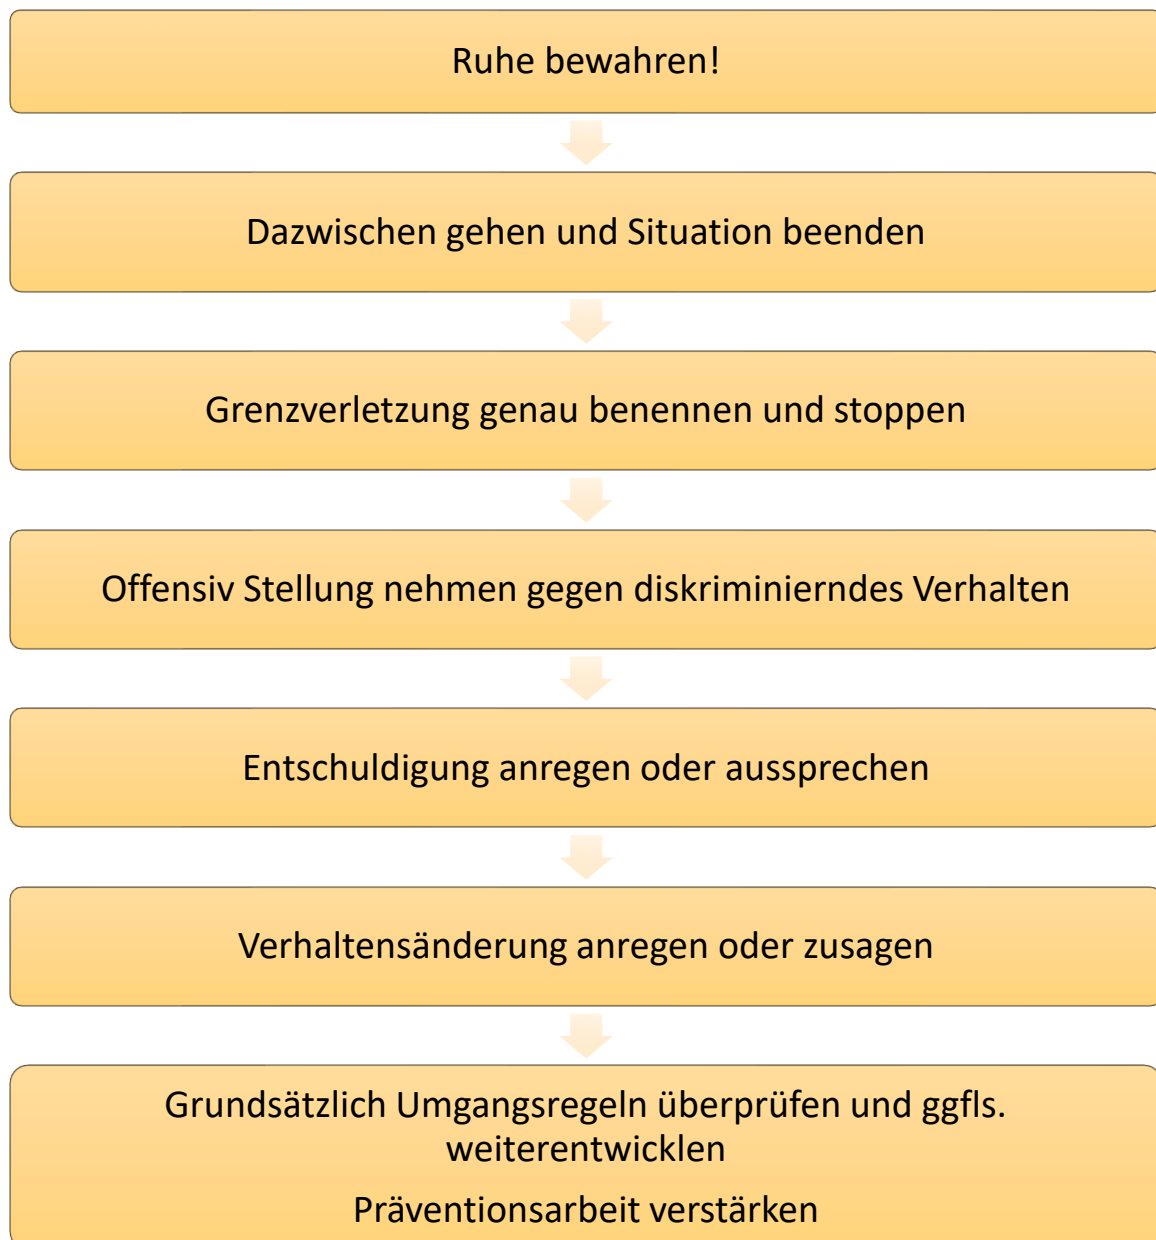 Ruhe bewahren!
Dazwischen gehen und Situation beenden
Grenzverletzung genau benennen und stoppen
Offensiv Stellung nehmen gegen diskriminierndes Verhalten
Entschuldigung anregen oder aussprechen
Verhaltensänderung anregen oder zusagen
Grundsätzlich Umgangsregeln überprüfen und ggfls.
weiterentwicklen
Präventionsarbeit verstärken